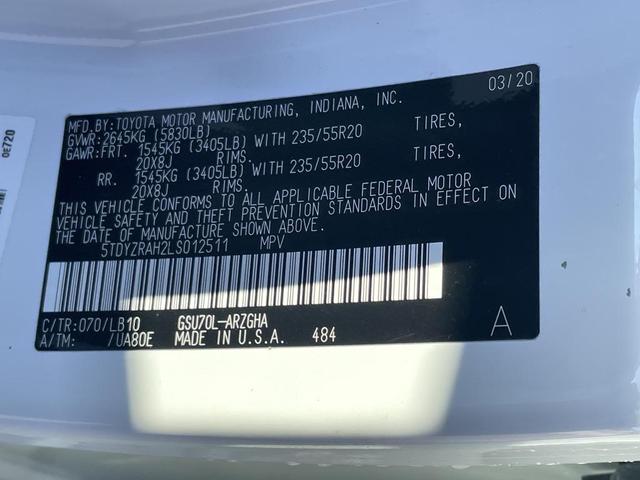 03/20
MFD.BY:TOYOTA MOTOR MANUFACTURING, INDIANA, INC.
GVWR:2645KG (5830LB)
GAWR:FRT. 1545KG (3405LB) WITH 235/55R20 TIRES,
20X8J RIMS.
RR. 1545KG (3405LB) WITH 235/55R20 TIRES,
20X8J RIMS.
THIS VEHICLE CONFORMS TO ALL APPLICABLE FEDERAL MOTOR
VEHICLE SAFETY AND THEFT PREVENTION STANDARDS IN EFFECT ON
THE DATE OF MANUFACTURE SHOWN ABOVE.
5TDYZRAH2LS012511 MPV
C/TR:070/LB10 GSU70L-ARZGHA A
A/TM: /UA80E MADE IN U.S.A. 484
0E720